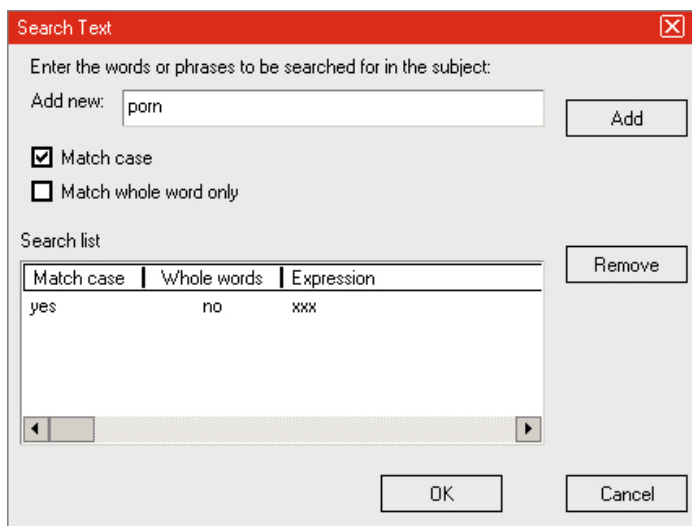 Search Text
Enter the words or phrases to be searched for in the subject:
Add new: porn
Add
Match case
Match whole word only
Search list
Remove
Match case Whole words Expression
yes no xxx
OK Cancel